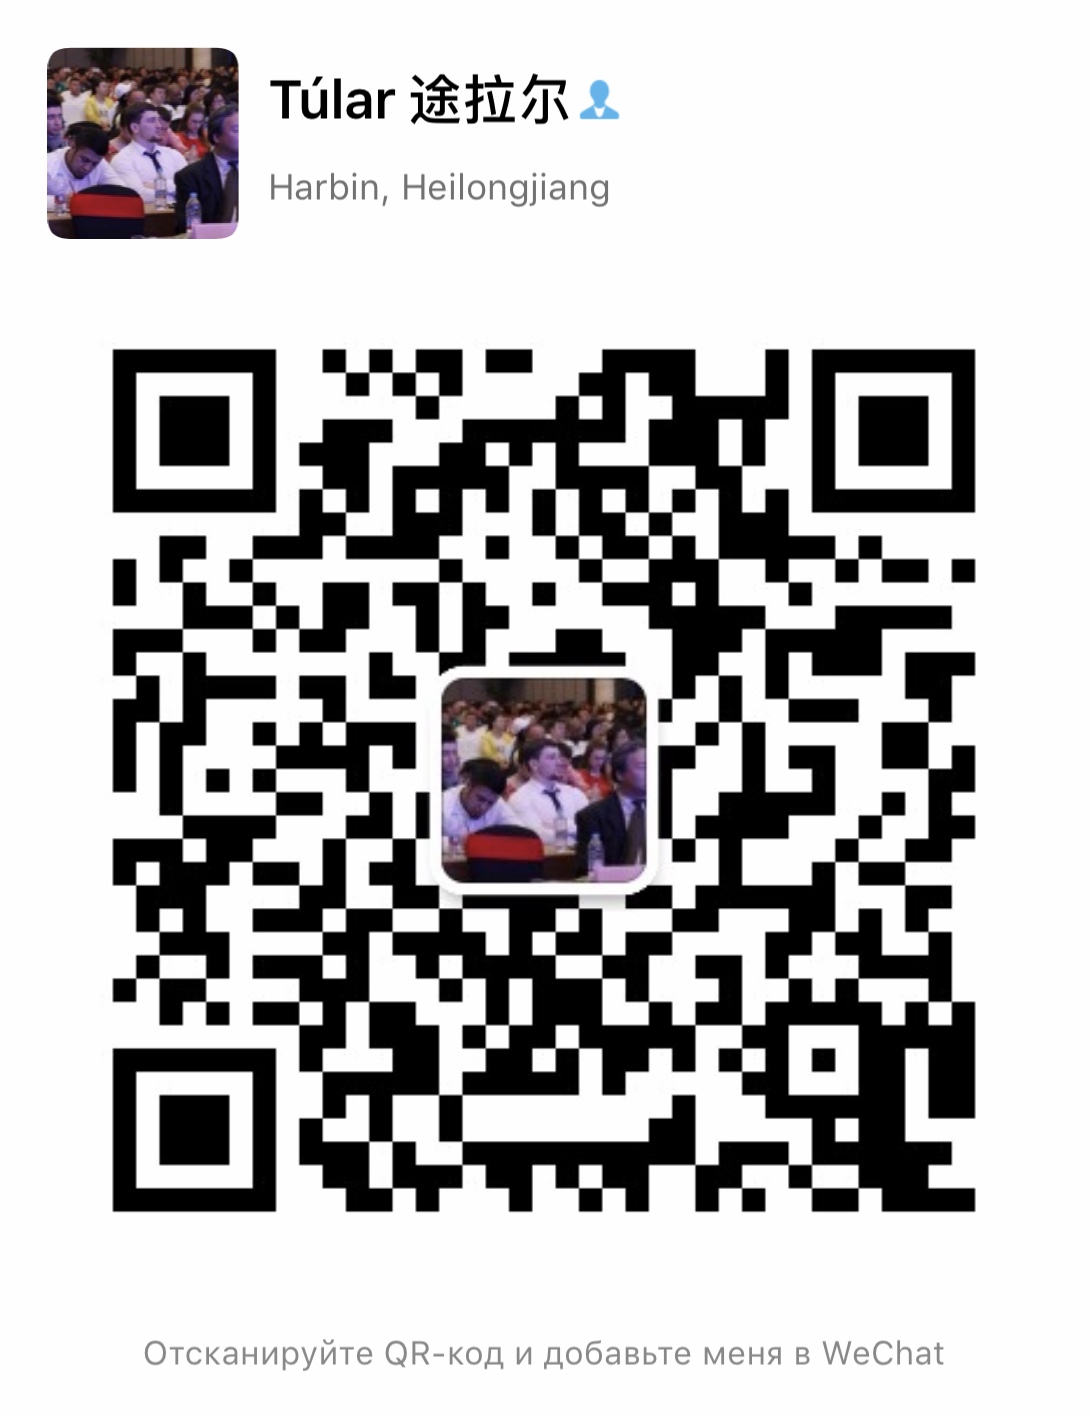 Túlar 途拉尔
Harbin, Heilongjiang
Отсканируйте QR-код и добавьте меня в WeChat